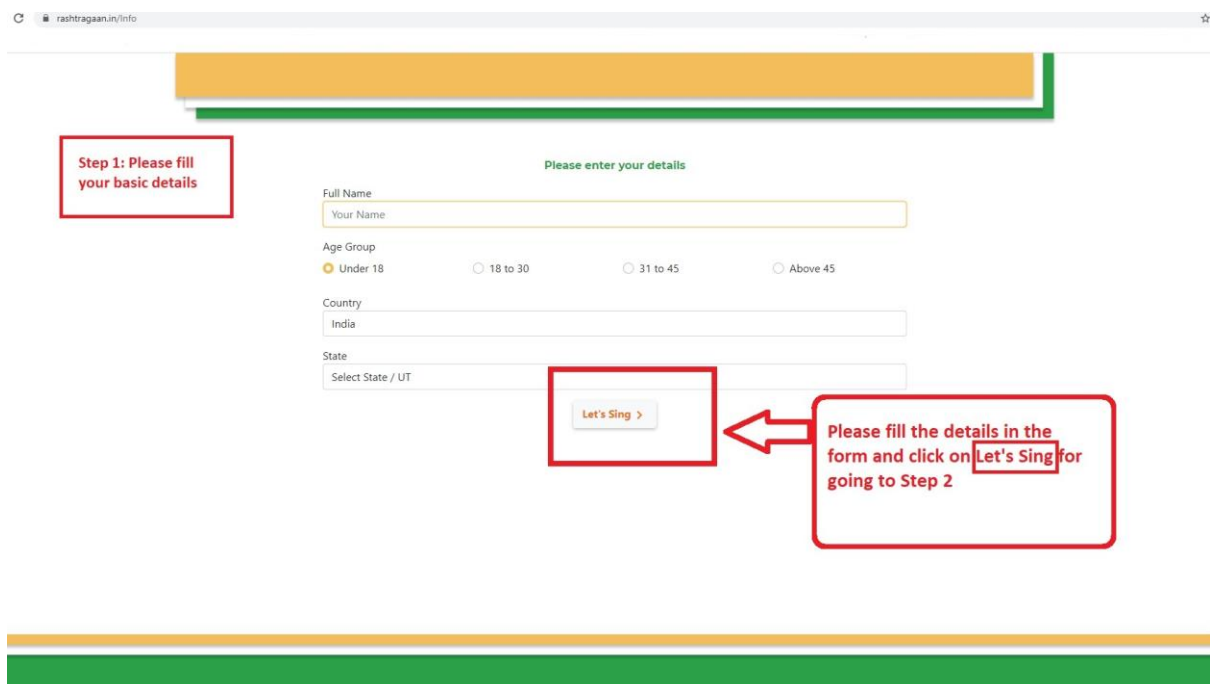 rashtragaan.in/Info
Step 1: Please fill
your basic details
Please enter your details
Full Name
Your Name
Age Group
Under 18 18 to 30 31 to 45 Above 45
Country
India
State
Select State / UT
Let's Sing >
Please fill the details in the
form and click on Let's Sing for
going to Step 2